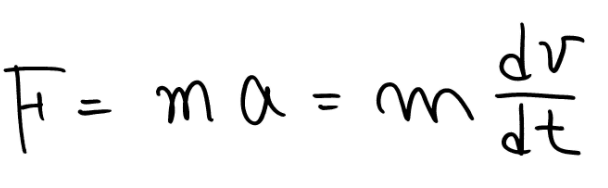 F = ma = m dv/dt